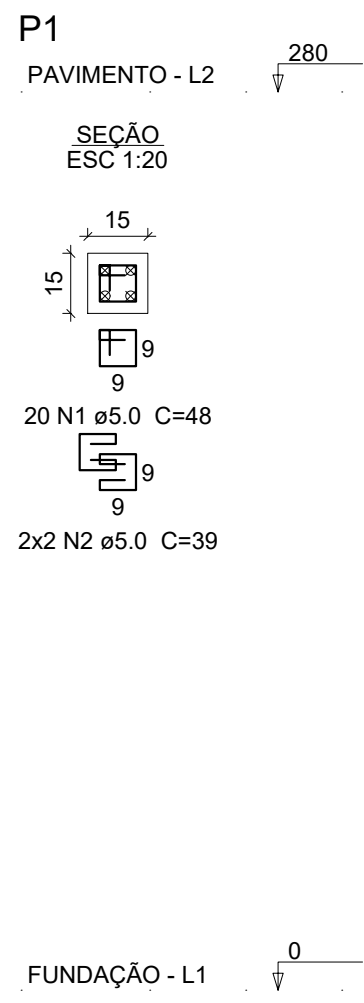 P1
280
PAVIMENTO - L2
SEÇÃO
ESC 1:20
15
15
9
9
20 N1 ø5.0 C=48
9
9
2x2 N2 ø5.0 C=39
0
FUNDAÇÃO - L1